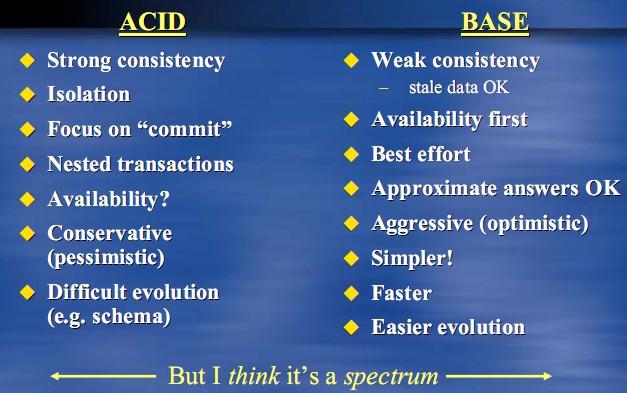 ACID
Strong consistency
Isolation
Focus on “commit”
Nested transactions
Availability?
Conservative
(pessimistic)
Difficult evolution
(e.g. schema)
BASE
Weak consistency
– stale data OK
Availability first
Best effort
Approximate answers OK
Aggressive (optimistic)
Simpler!
Faster
Easier evolution
But I think it’s a spectrum